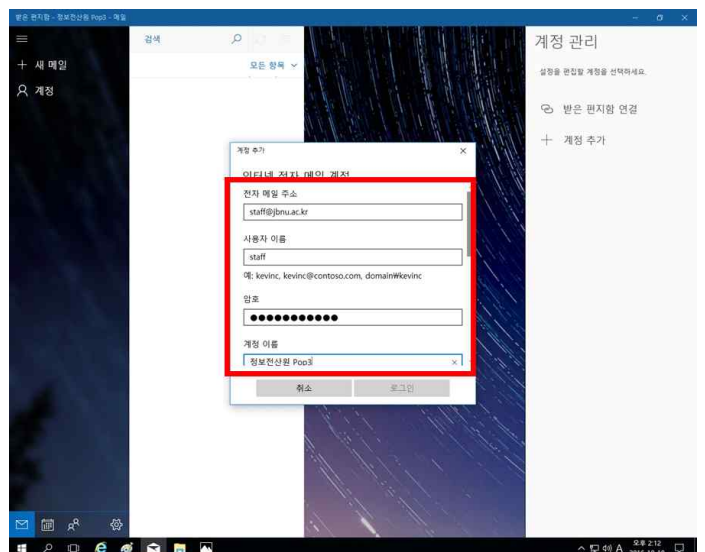 받은 편지함 - 정보전산원 Pop3 - 메일
새 메일
계정
검색
모든 항목
계정 관리
설정을 편집할 계정을 선택하세요.
받은 편지함 연결
계정 추가
계정 추가
인터넷 전자 메일 계정
전자 메일 주소
staff@jbnu.ac.kr
사용자 이름
staff
예: kevinc, kevinc@contoso.com, domain₩kevinc
암호
●●●●●●●●●●●
계정 이름
정보전산원 Pop3
취소
로그인
A
오후 2:12